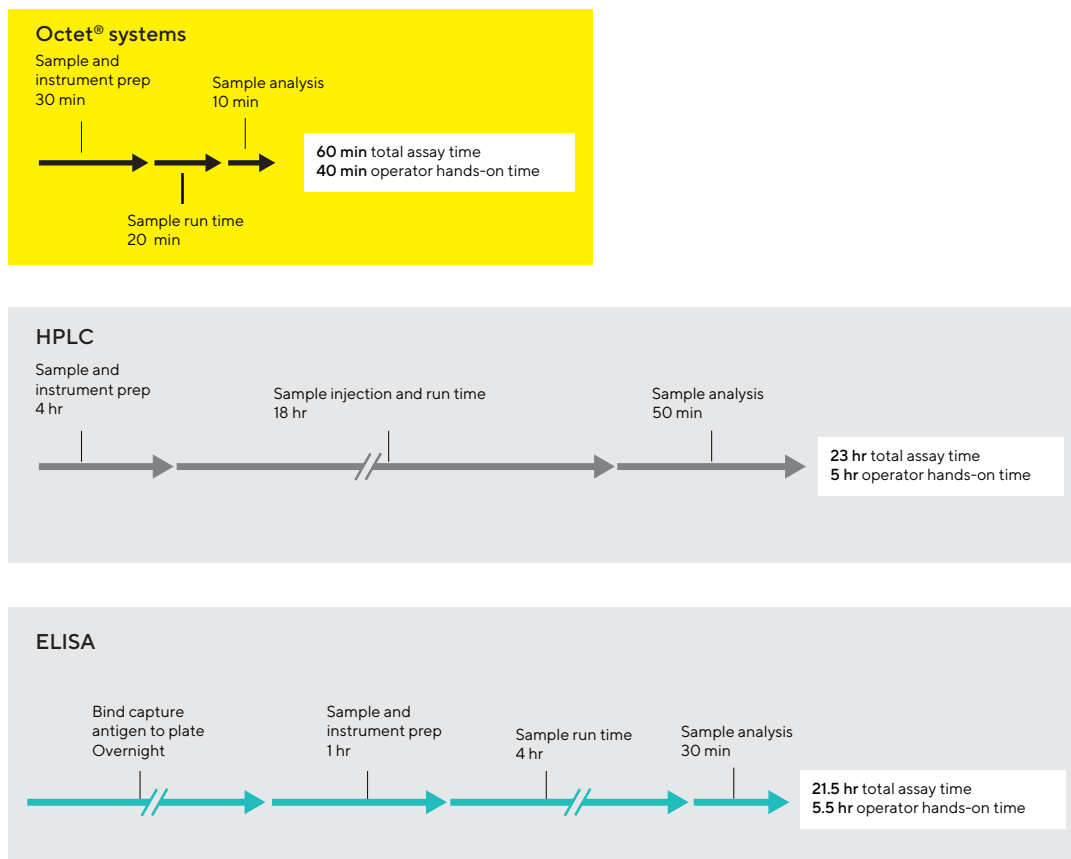 Octet® systems
Sample and
instrument prep
30 min
Sample analysis
10 min
60 min total assay time
40 min operator hands-on time
Sample run time
20  min
HPLC
Sample and
instrument prep
4 hr
Sample injection and run time
18 hr
Sample analysis
50 min
23 hr total assay time
5 hr operator hands-on time
ELISA
Bind capture
antigen to plate
Overnight
Sample and
instrument prep
1 hr
Sample run time
4 hr
Sample analysis
30 min
21.5 hr total assay time
5.5 hr operator hands-on time